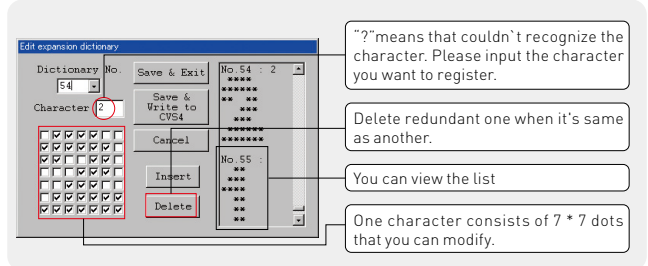 Edit expansion dictionary
Dictionary No.
54
Character 2
Save & Exit
Save &
Write to
CVS4
Cancel
Insert
Delete
No.54 : 2
****
******
** **
***
***
******
*******
No.55 :
**
***
****
**
**
**
**
"?"means that couldn`t recognize the
character. Please input the character
you want to register.
Delete redundant one when it's same
as another.
You can view the list
One character consists of 7 * 7 dots
that you can modify.